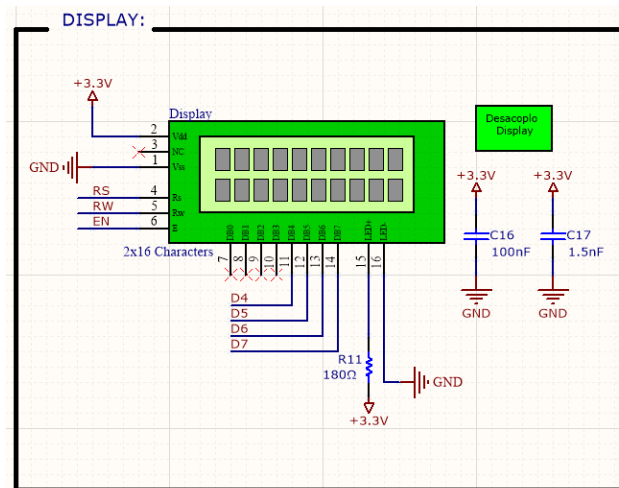 DISPLAY:
+3.3V
Display
2 Vdd
3 NC
GND 1 Vss
RS 4 Rs
RW 5 Rw
EN 6 E
DB0 DB1 DB2 DB3 DB4 DB5 DB6 DB7 LED+ LED-
2x16 Characters
7 8 9 10 11 12 13 14 15 16
D4
D5
D6
D7
R11
180Ω
GND
+3.3V
Desacoplo
Display
+3.3V +3.3V
C16 C17
100nF 1.5nF
GND GND